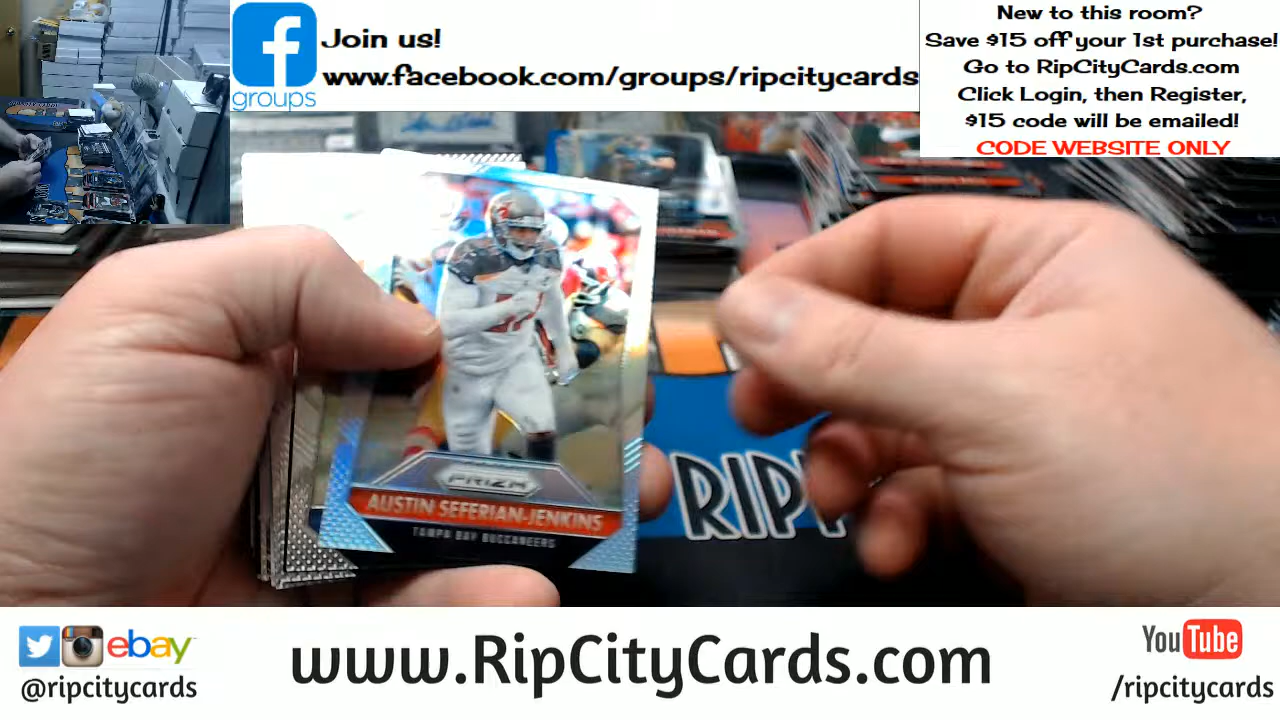 Join us!
www.facebook.com/groups/ripcitycards
groups
New to this room?
Save $15 off your 1st purchase!
Go to RipCityCards.com
Click Login, then Register,
$15 code will be emailed!
CODE WEBSITE ONLY
PRIZM
AUSTIN SEFERIAN-JENKINS
TAMPA BAY BUCCANEERS
RIP
ebay
@ripcitycards
www.RipCityCards.com
YouTube
/ripcitycards